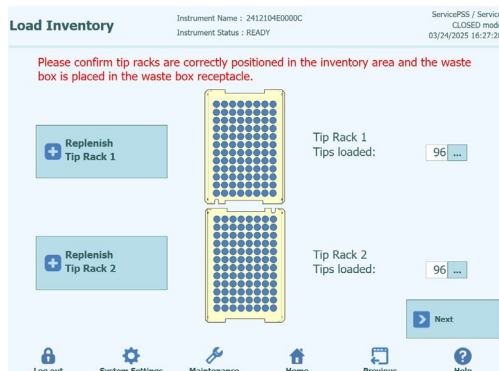 Load Inventory
Instrument Name : 2412104E0000C
Instrument Status : READY
ServicePSS / Service
CLOSED mode
03/24/2025 16:27:28
Please confirm tip racks are correctly positioned in the inventory area and the waste
box is placed in the waste box receptacle.
Replenish
Tip Rack 1
Tip Rack 1
Tips loaded:
96 ...
Replenish
Tip Rack 2
Tip Rack 2
Tips loaded:
96 ...
Next
Log out
System Settings
Maintenance
Home
Previous
Help